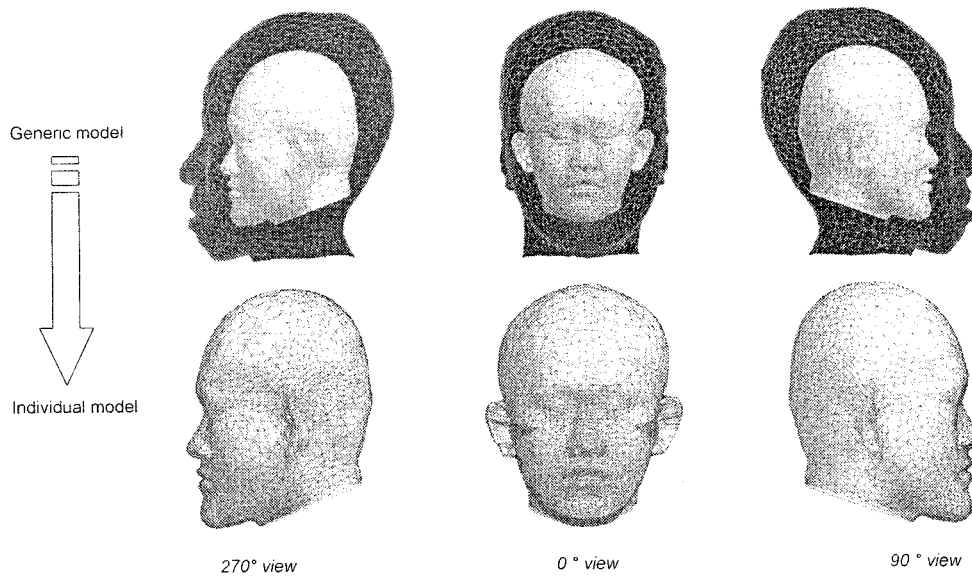 Generic model
Individual model
270° view
0 ° view
90 ° view